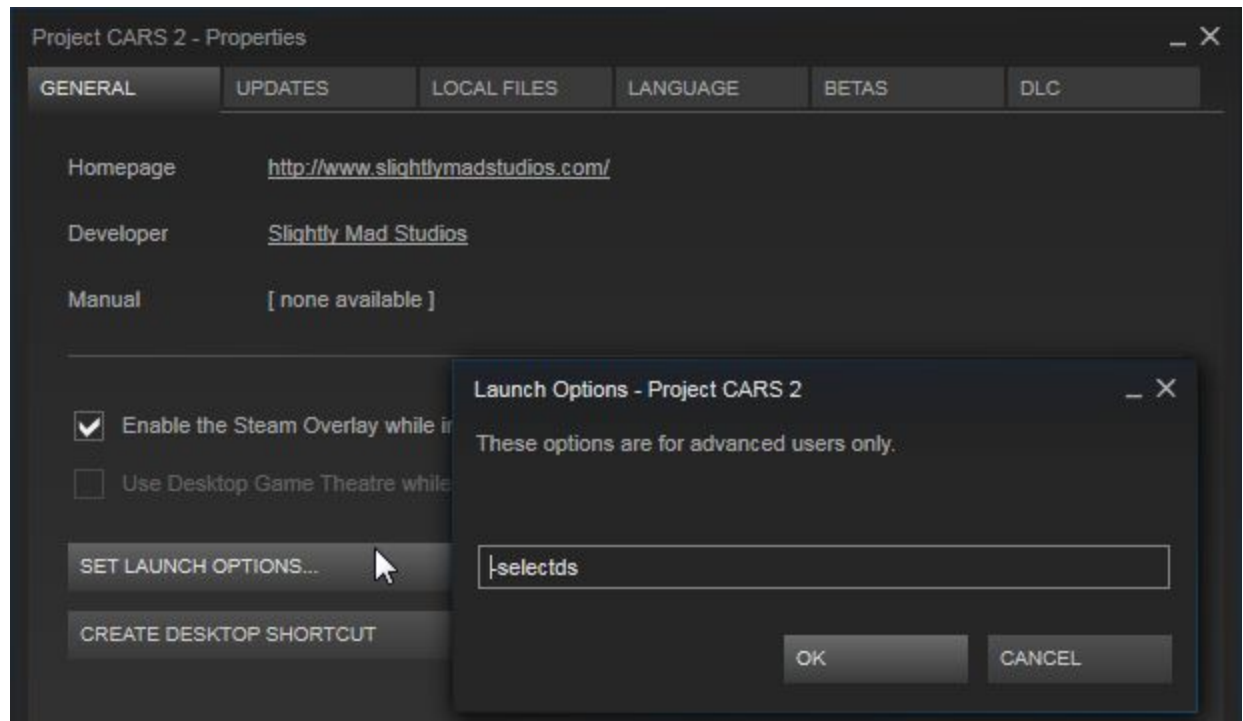 Project CARS 2 - Properties
GENERAL UPDATES LOCAL FILES LANGUAGE BETAS DLC
Homepage http://www.slightlymadstudios.com/
Developer Slightly Mad Studios
Manual [ none available ]
Launch Options - Project CARS 2
These options are for advanced users only.
Enable the Steam Overlay while
Use Desktop Game Theatre while
SET LAUNCH OPTIONS...
-selectds
CREATE DESKTOP SHORTCUT
OK CANCEL